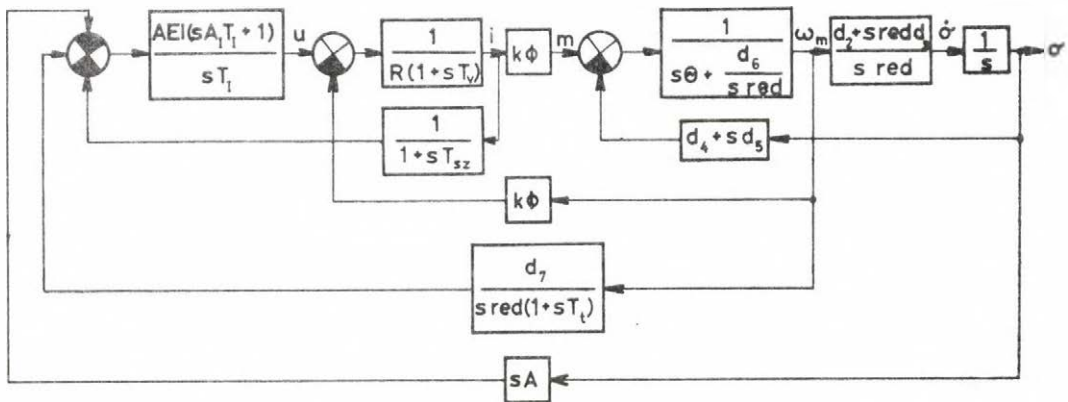 AEI(sA_I T_I + 1)
sT_I
u
1
R(1+sT_v)
i
kΦ
m
1
sΘ + d_6
s red
ω_m
d_2+s red d_3
s red
σ̇
1
s
σ
1
1+sT_sz
d_4+sd_5
kΦ
d_7
s red(1+sT_t)
sA